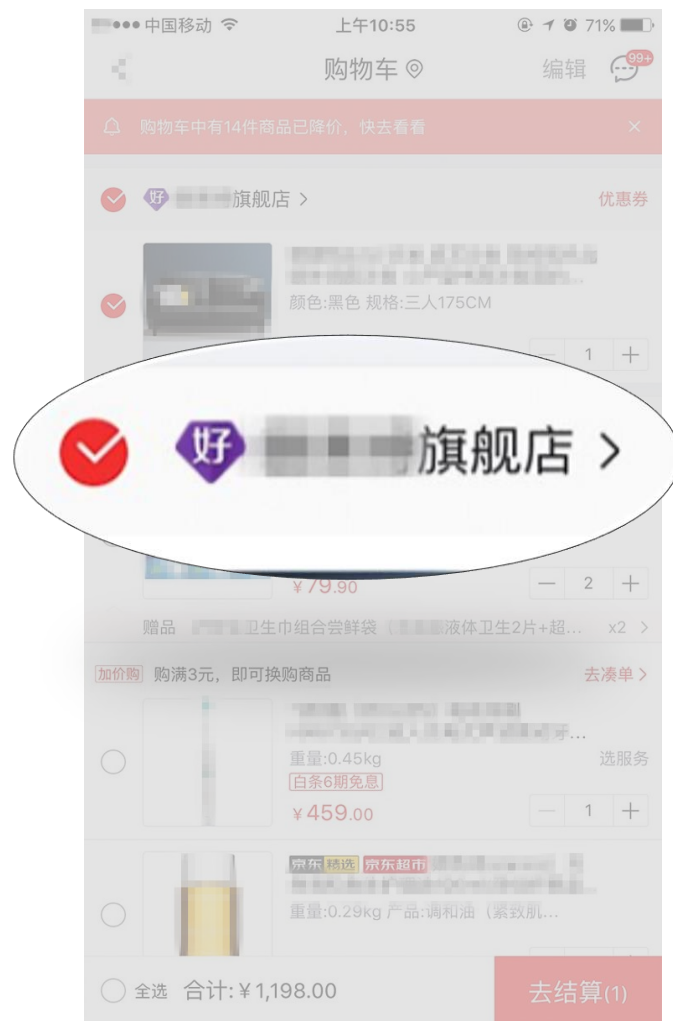 中国移动 上午10:55 71%
购物车 编辑 99+
购物车中有14件商品已降价，快去看看 ×
好 旗舰店 > 优惠券
颜色:黑色 规格:三人175CM
— 1 +
好 旗舰店 >
¥79.90 — 2 +
赠品 卫生巾组合尝鲜袋（ 液体卫生2片+超... x2 >
加价购 购满3元，即可换购商品 去凑单 >
重量:0.45kg 选服务
白条6期免息
¥459.00 — 1 +
京东精选 京东超市
重量:0.29kg 产品:调和油（紧致肌...
全选 合计:¥1,198.00 去结算(1)